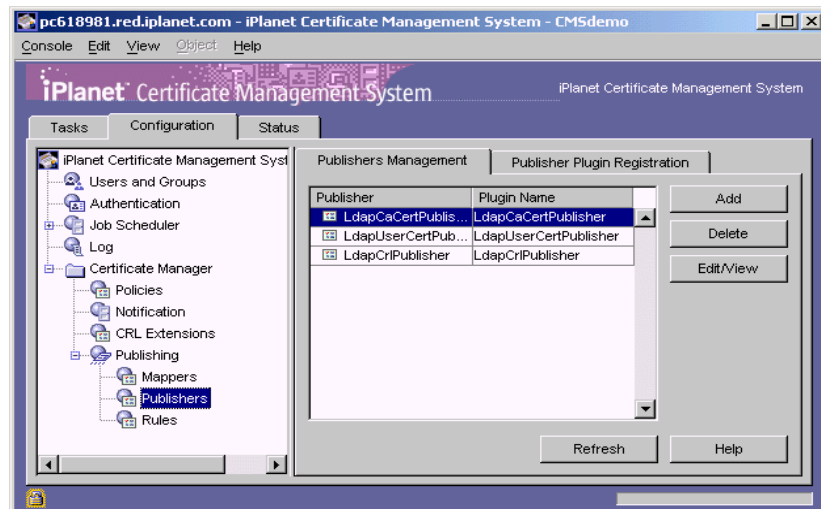 pc618981.red.iplanet.com - iPlanet Certificate Management System - CMSdemo
Console Edit View Object Help
iPlanet Certificate Management System
iPlanet Certificate Management System
Tasks Configuration Status
iPlanet Certificate Management Syst
Users and Groups
Authentication
Job Scheduler
Log
Certificate Manager
Policies
Notification
CRL Extensions
Publishing
Mappers
Publishers
Rules
Publishers Management Publisher Plugin Registration
Publisher Plugin Name
LdapCaCertPublis... LdapCaCertPublisher
LdapUserCertPub... LdapUserCertPublisher
LdapCrlPublisher LdapCrlPublisher
Add
Delete
Edit/View
Refresh Help